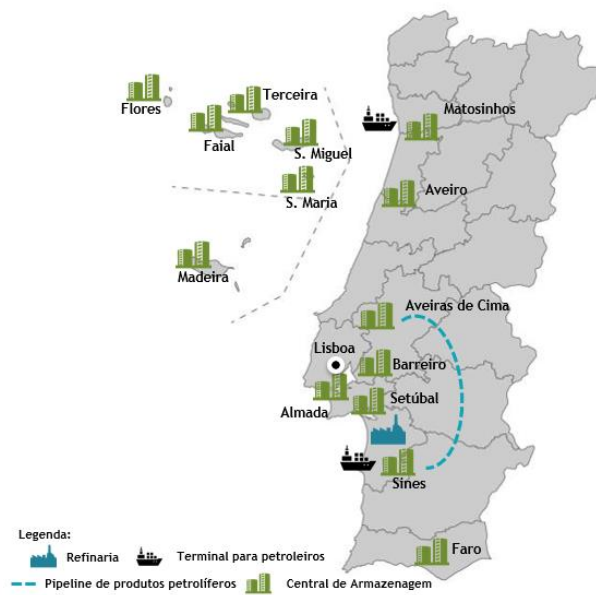 Flores
Terceira
Faial
S. Miguel
S. Maria
Madeira
Matosinhos
Aveiro
Aveiras de Cima
Lisboa
Barreiro
Almada
Setúbal
Sines
Faro
Legenda:
Refinaria
Terminal para petroleiros
Pipeline de produtos petrolíferos
Central de Armazenagem